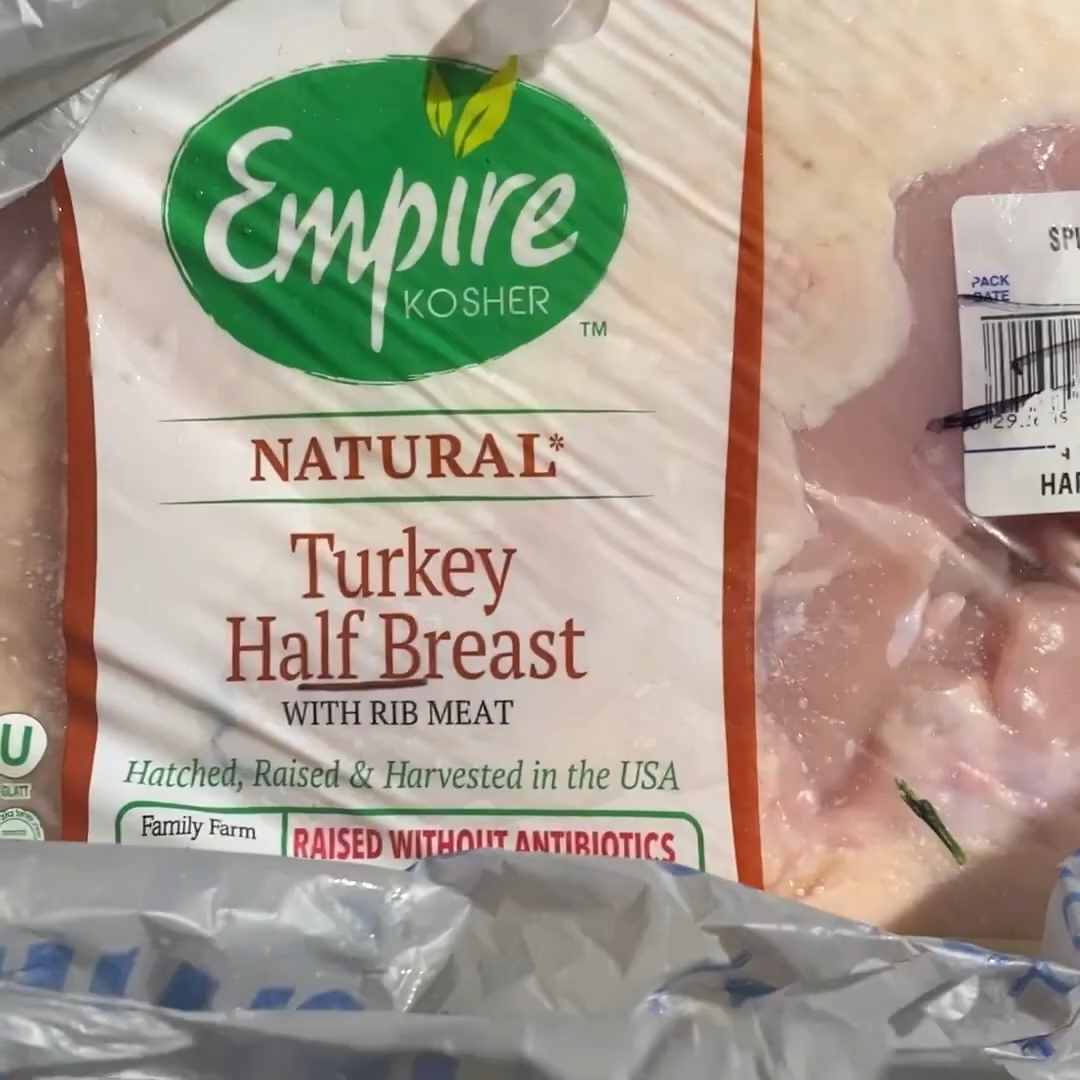 Empire
KOSHER
TM
NATURAL*
Turkey
Half Breast
WITH RIB MEAT
Hatched, Raised & Harvested in the USA
Family Farm
RAISED WITHOUT ANTIBIOTICS
U
GLATT
PACK
DATE